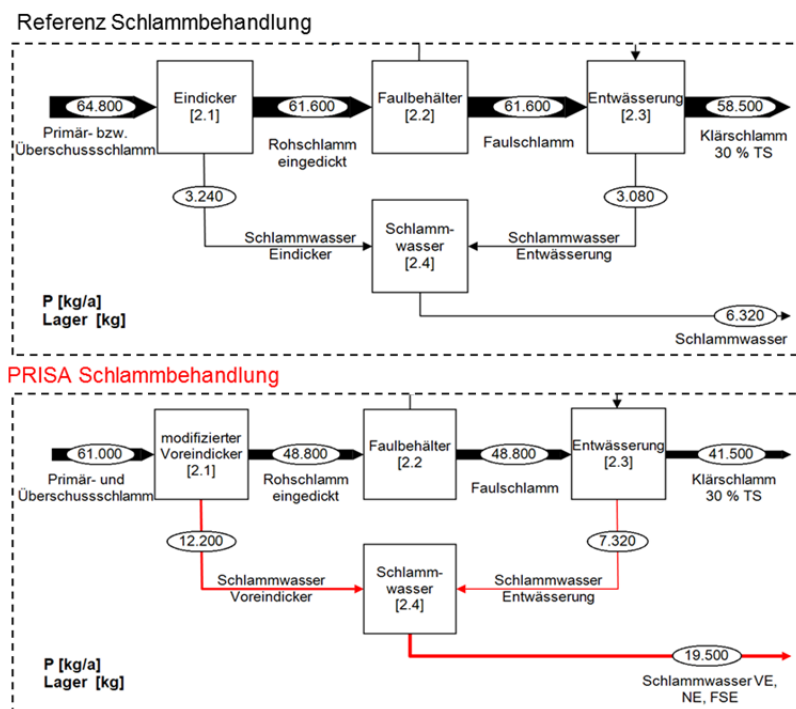 Referenz Schlammbehandlung
64.800
Primär- bzw.
Überschussschlamm
Eindicker
[2.1]
61.600
Rohschlamm
eingedickt
Faulbehälter
[2.2]
61.600
Faulschlamm
Entwässerung
[2.3]
58.500
Klärschlamm
30 % TS
3.240
3.080
Schlammwasser
Eindicker
Schlamm-
wasser
[2.4]
Schlammwasser
Entwässerung
P [kg/a]
Lager [kg]
6.320
Schlammwasser
PRISA Schlammbehandlung
61.000
Primär- und
Überschussschlamm
modifizierter
Voreindicker
[2.1]
48.800
Rohschlamm
eingedickt
Faulbehälter
[2.2
48.800
Faulschlamm
Entwässerung
[2.3]
41.500
Klärschlamm
30 % TS
12.200
7.320
Schlammwasser
Voreindicker
Schlamm-
wasser
[2.4]
Schlammwasser
Entwässerung
P [kg/a]
Lager [kg]
19.500
Schlammwasser VE,
NE, FSE